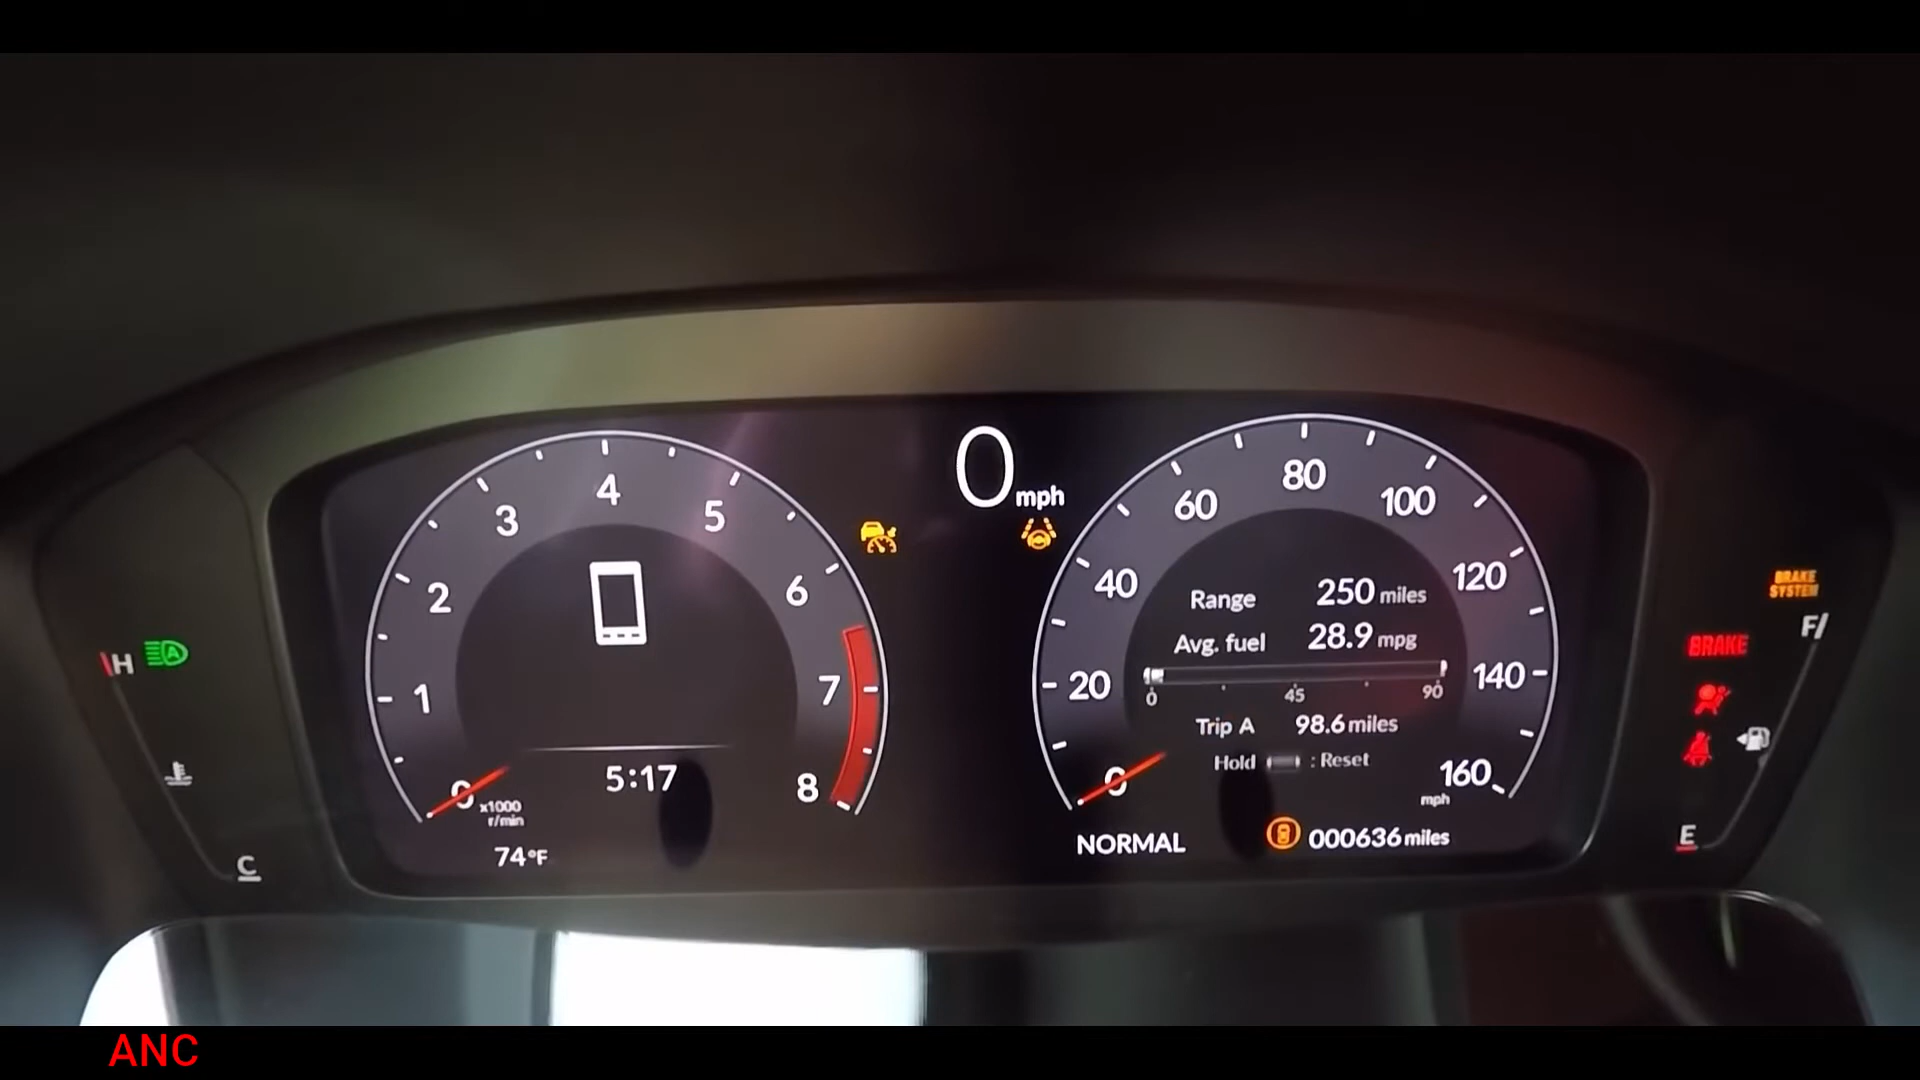 0 mph
1
2
3
4
5
6
7
8
0
x1000
r/min
5:17
74°F
20
40
60
80
100
120
140
160
mph
0
Range 250 miles
Avg. fuel 28.9 mpg
0 45 90
Trip A 98.6 miles
Hold : Reset
NORMAL
000636 miles
H
A
C
BRAKE
SYSTEM
F
BRAKE
E
ANC